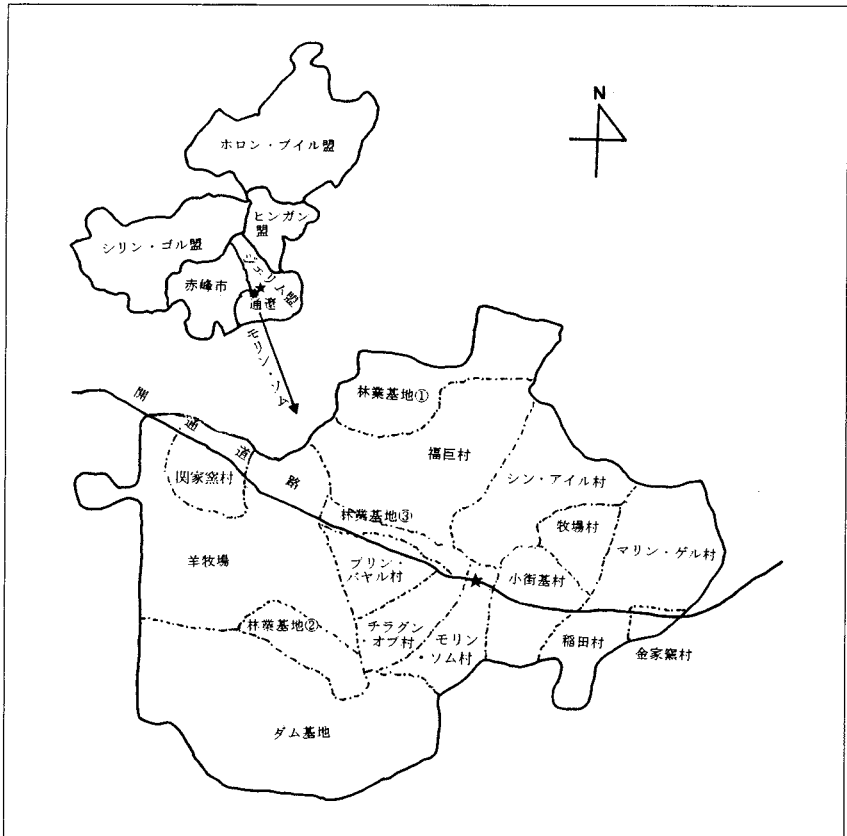 N
ホロン・ブイル盟
ヒンガン
盟
シリン・ゴル盟
ジェリム盟
赤峰市
通遼
モリン・ソム
開通道路
林業基地①
福巨村
関家窯村
シン・アイル村
林業基地③
牧場村
マリン・ゲル村
羊牧場
ブリン・
バヤル村
小街基村
林業基地②
チラグン
・オブ村
モリン
・ソム村
稲田村
金家窯村
ダム基地